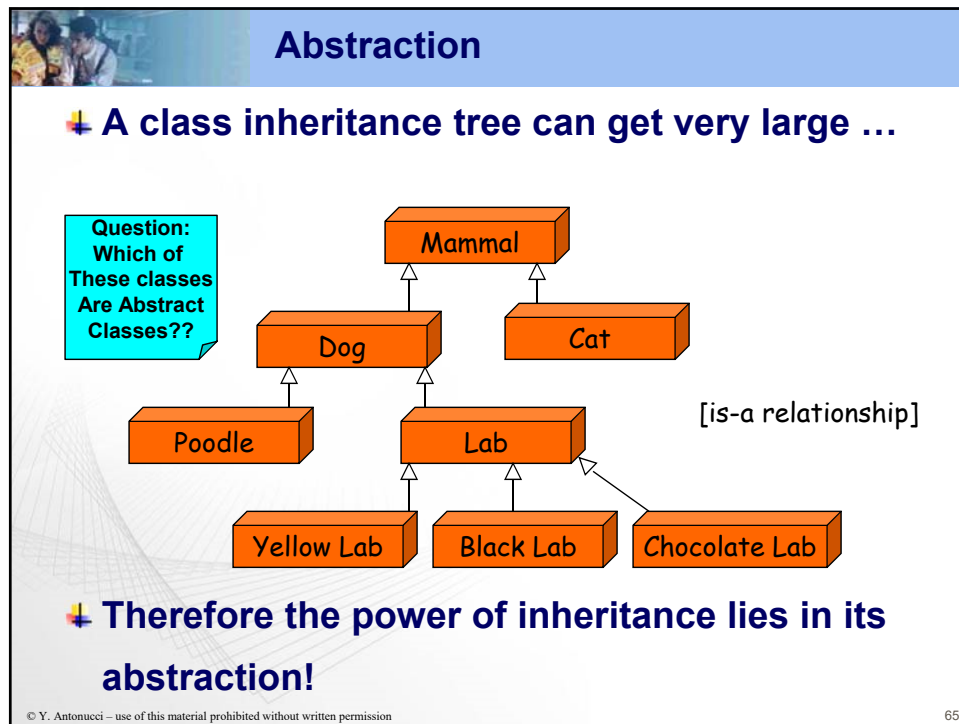 Abstraction
A class inheritance tree can get very large …
Question:
Which of
These classes
Are Abstract
Classes??
Mammal
Dog
Cat
[is-a relationship]
Poodle
Lab
Yellow Lab
Black Lab
Chocolate Lab
Therefore the power of inheritance lies in its
abstraction!
© Y. Antonucci – use of this material prohibited without written permission
65